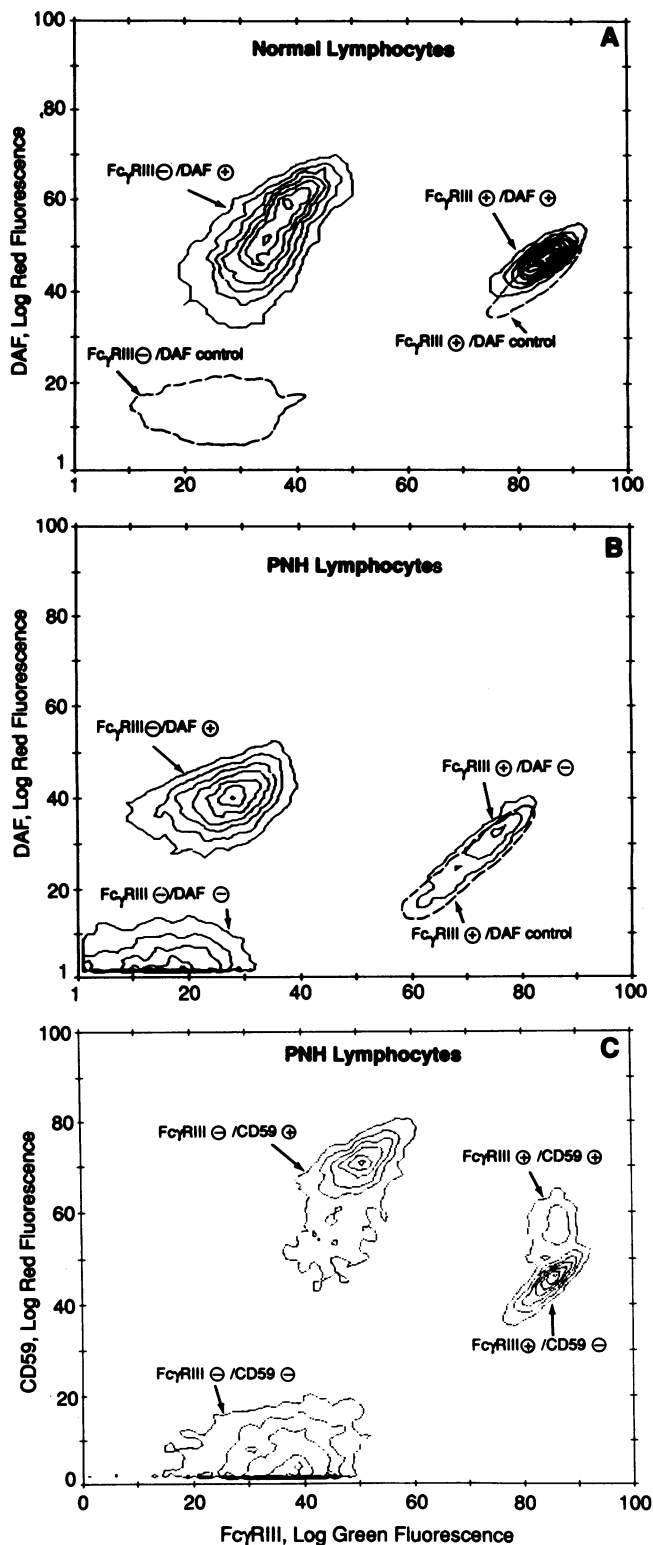 A
Normal Lymphocytes
DAF, Log Red Fluorescence
100
80
60
40
20
1
FcγRIII ⊖ /DAF ⊕
FcγRIII ⊕ /DAF ⊕
FcγRIII ⊕ /DAF control
FcγRIII ⊖ /DAF control
1 20 40 60 80 100
B
PNH Lymphocytes
DAF, Log Red Fluorescence
100
80
60
40
20
1
FcγRIII ⊖/DAF ⊕
FcγRIII ⊕ /DAF ⊖
FcγRIII ⊖/DAF ⊖
FcγRIII ⊕ /DAF control
1 20 40 60 80 100
C
PNH Lymphocytes
CD59, Log Red Fluorescence
100
80
60
40
20
0
FcγRIII ⊖ /CD59 ⊕
FcγRIII ⊕ /CD59 ⊕
FcγRIII ⊕ /CD59 ⊖
FcγRIII ⊖ /CD59 ⊖
0 20 40 60 80 100
FcγRIII, Log Green Fluorescence